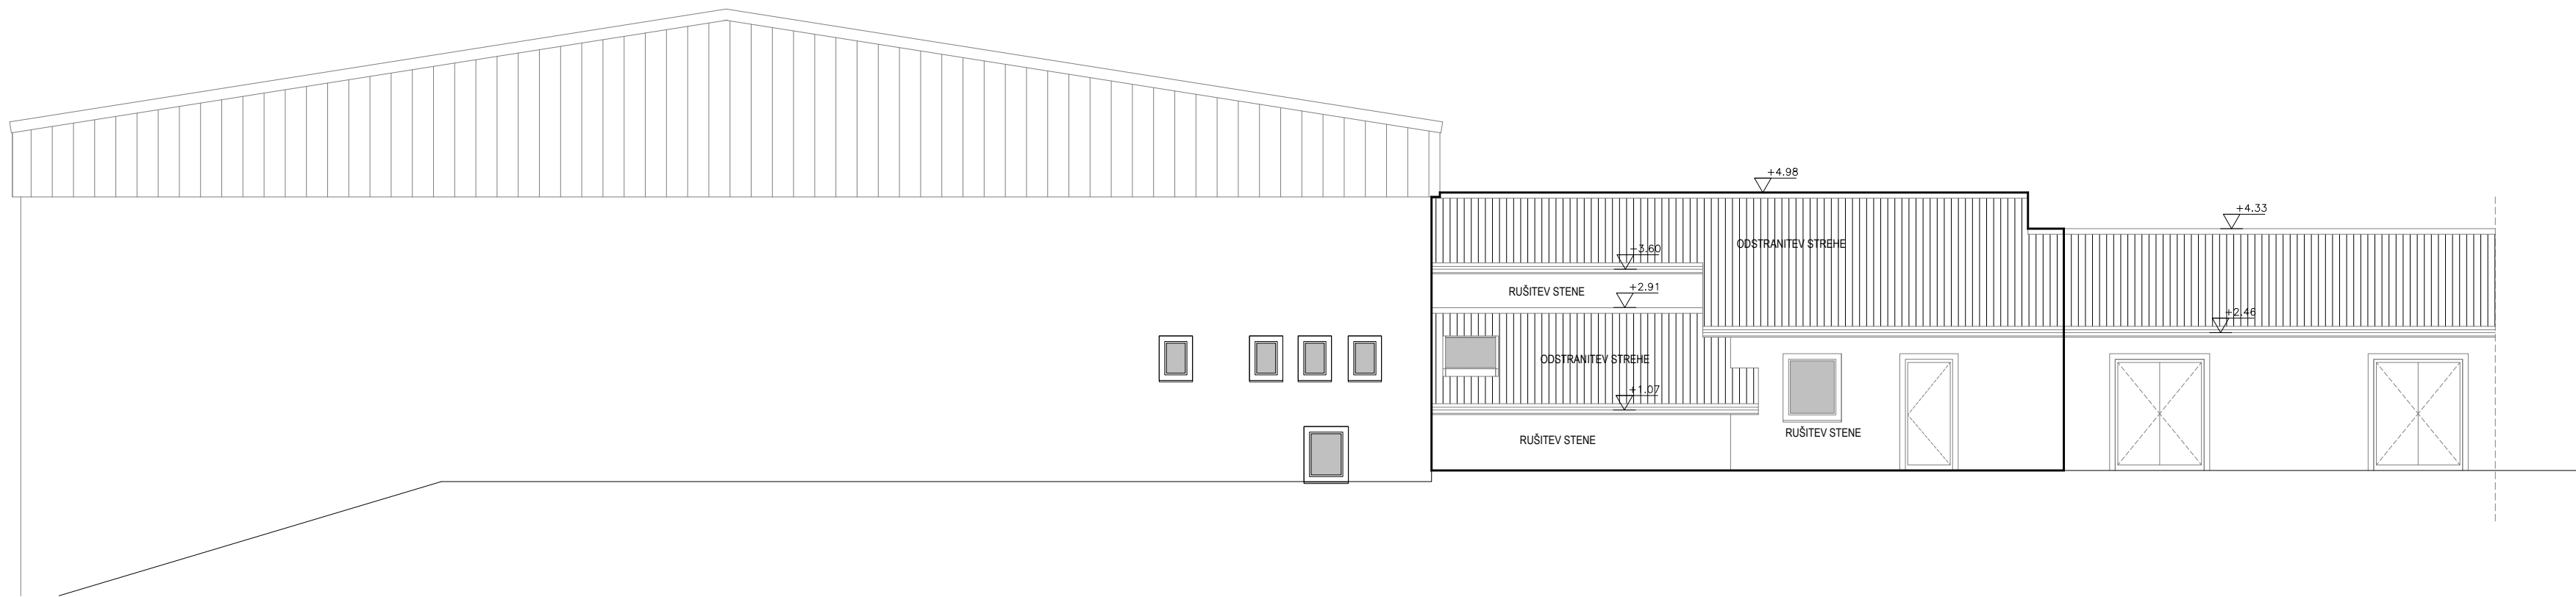 +4.98
+4.33
ODSTRANITEV STREHE
+3.60
RUŠITEV STENE
+2.91
+2.46
ODSTRANITEV STREHE
+1.07
RUŠITEV STENE
RUŠITEV STENE